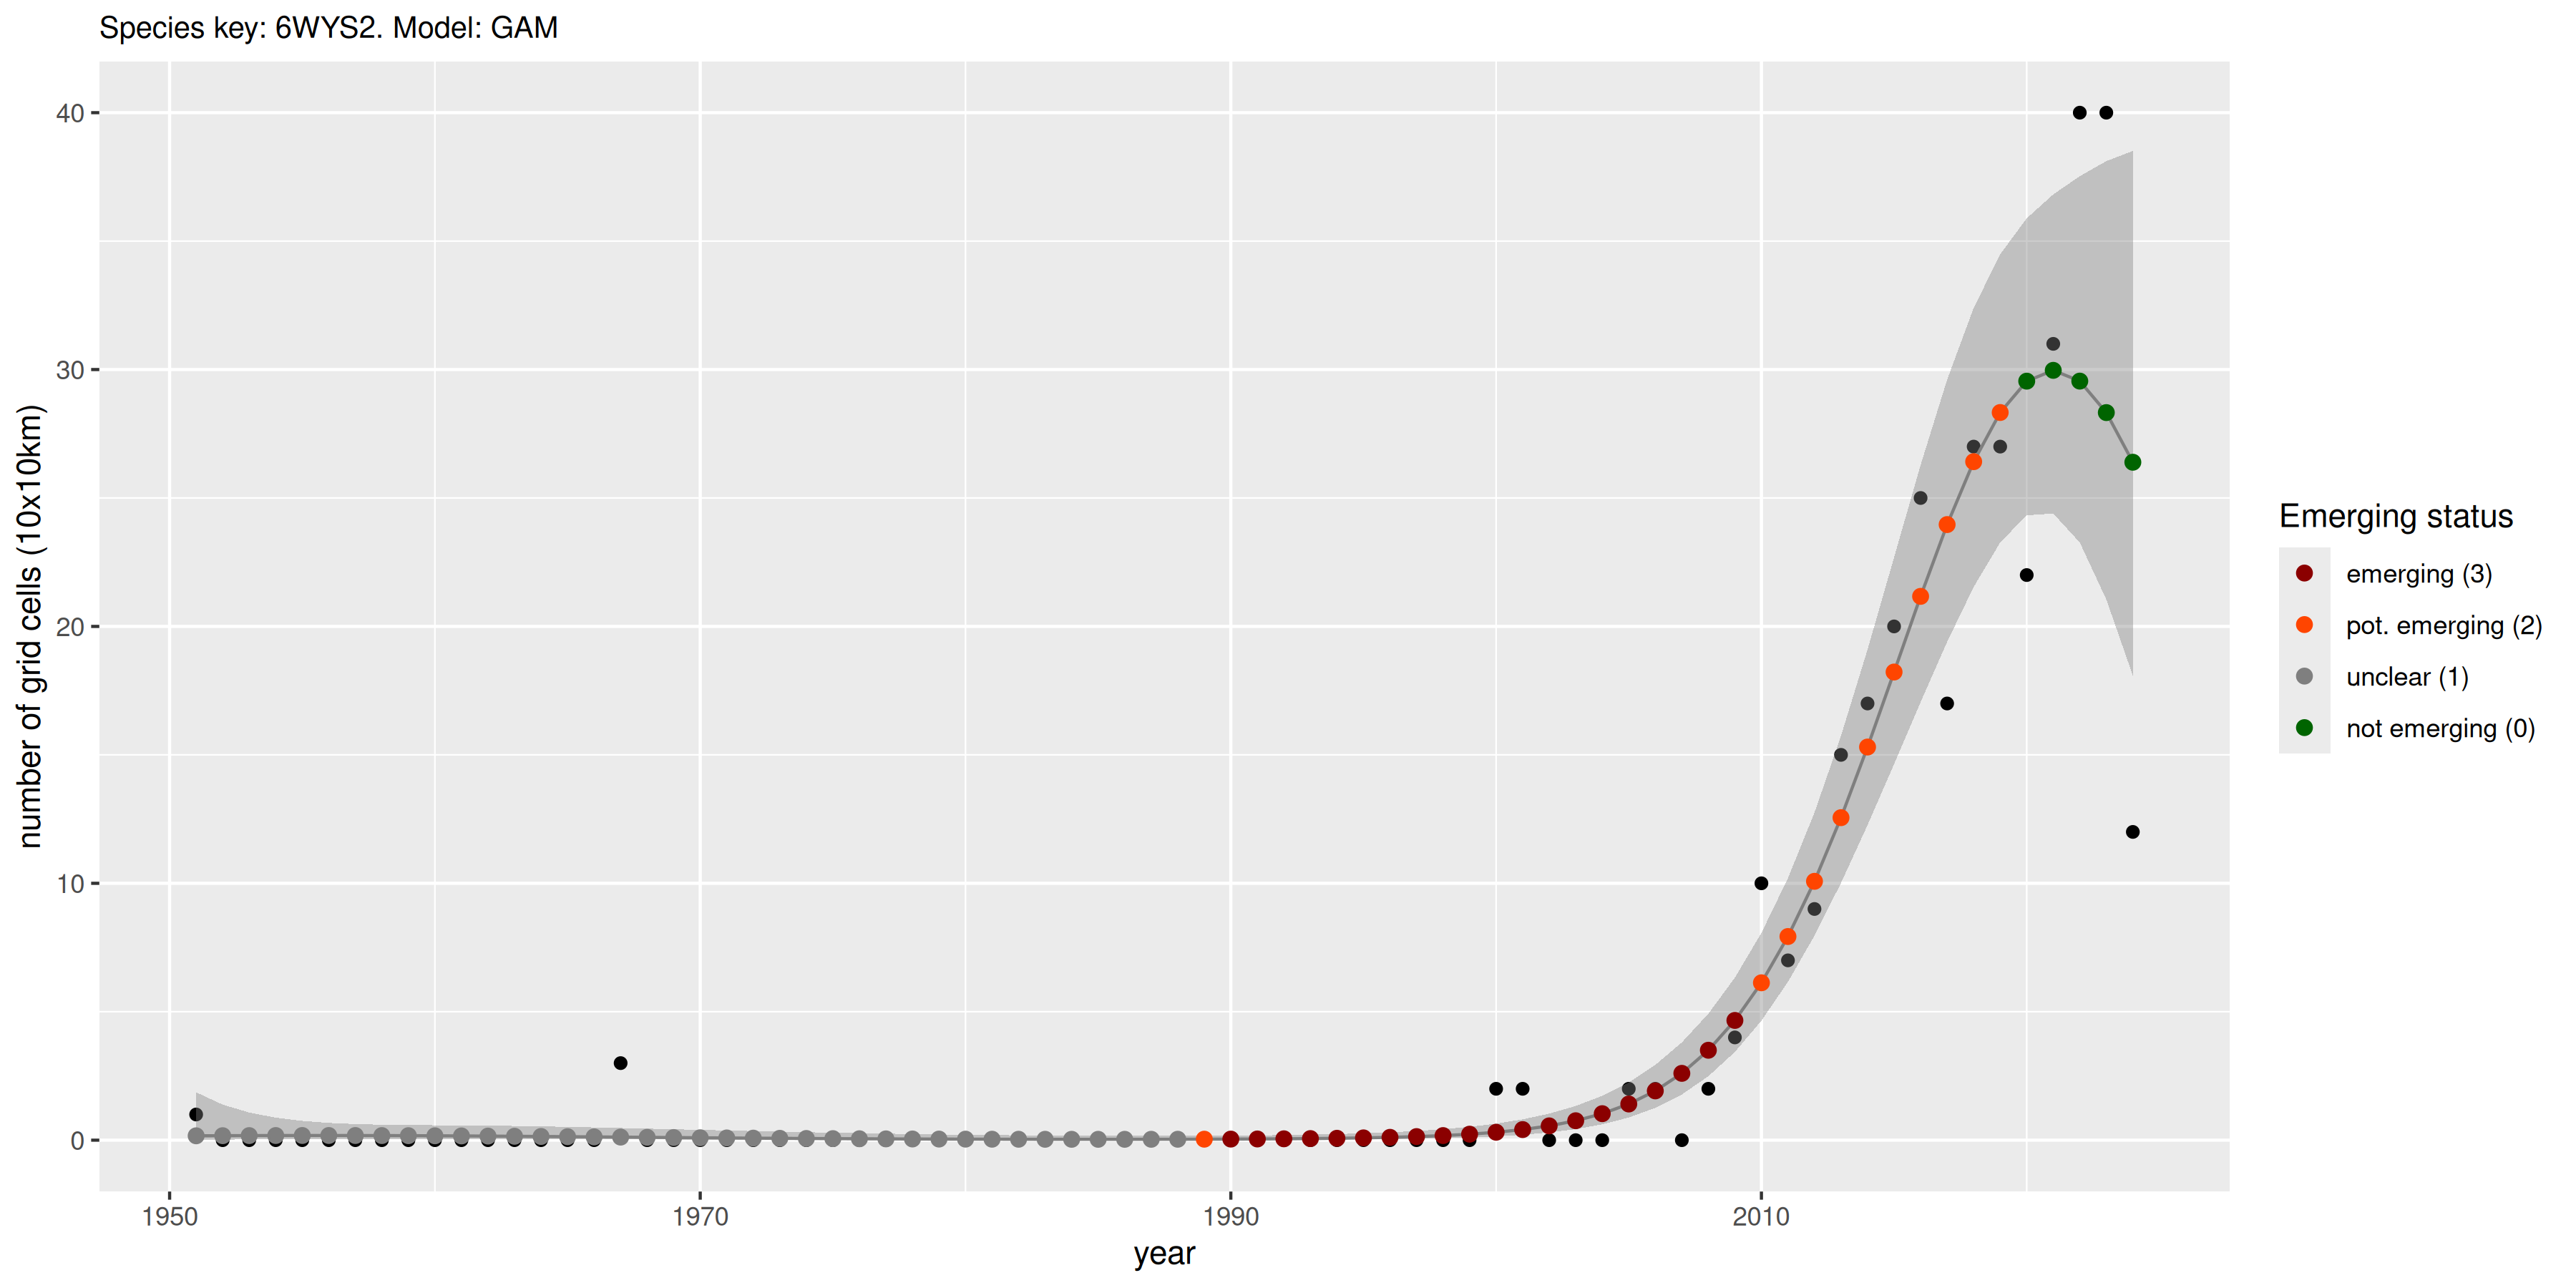 Species key: 6WYS2. Model: GAM
40
30
20
10
0
number of grid cells (10x10km)
1950
1970
1990
2010
year
Emerging status
emerging (3)
pot. emerging (2)
unclear (1)
not emerging (0)